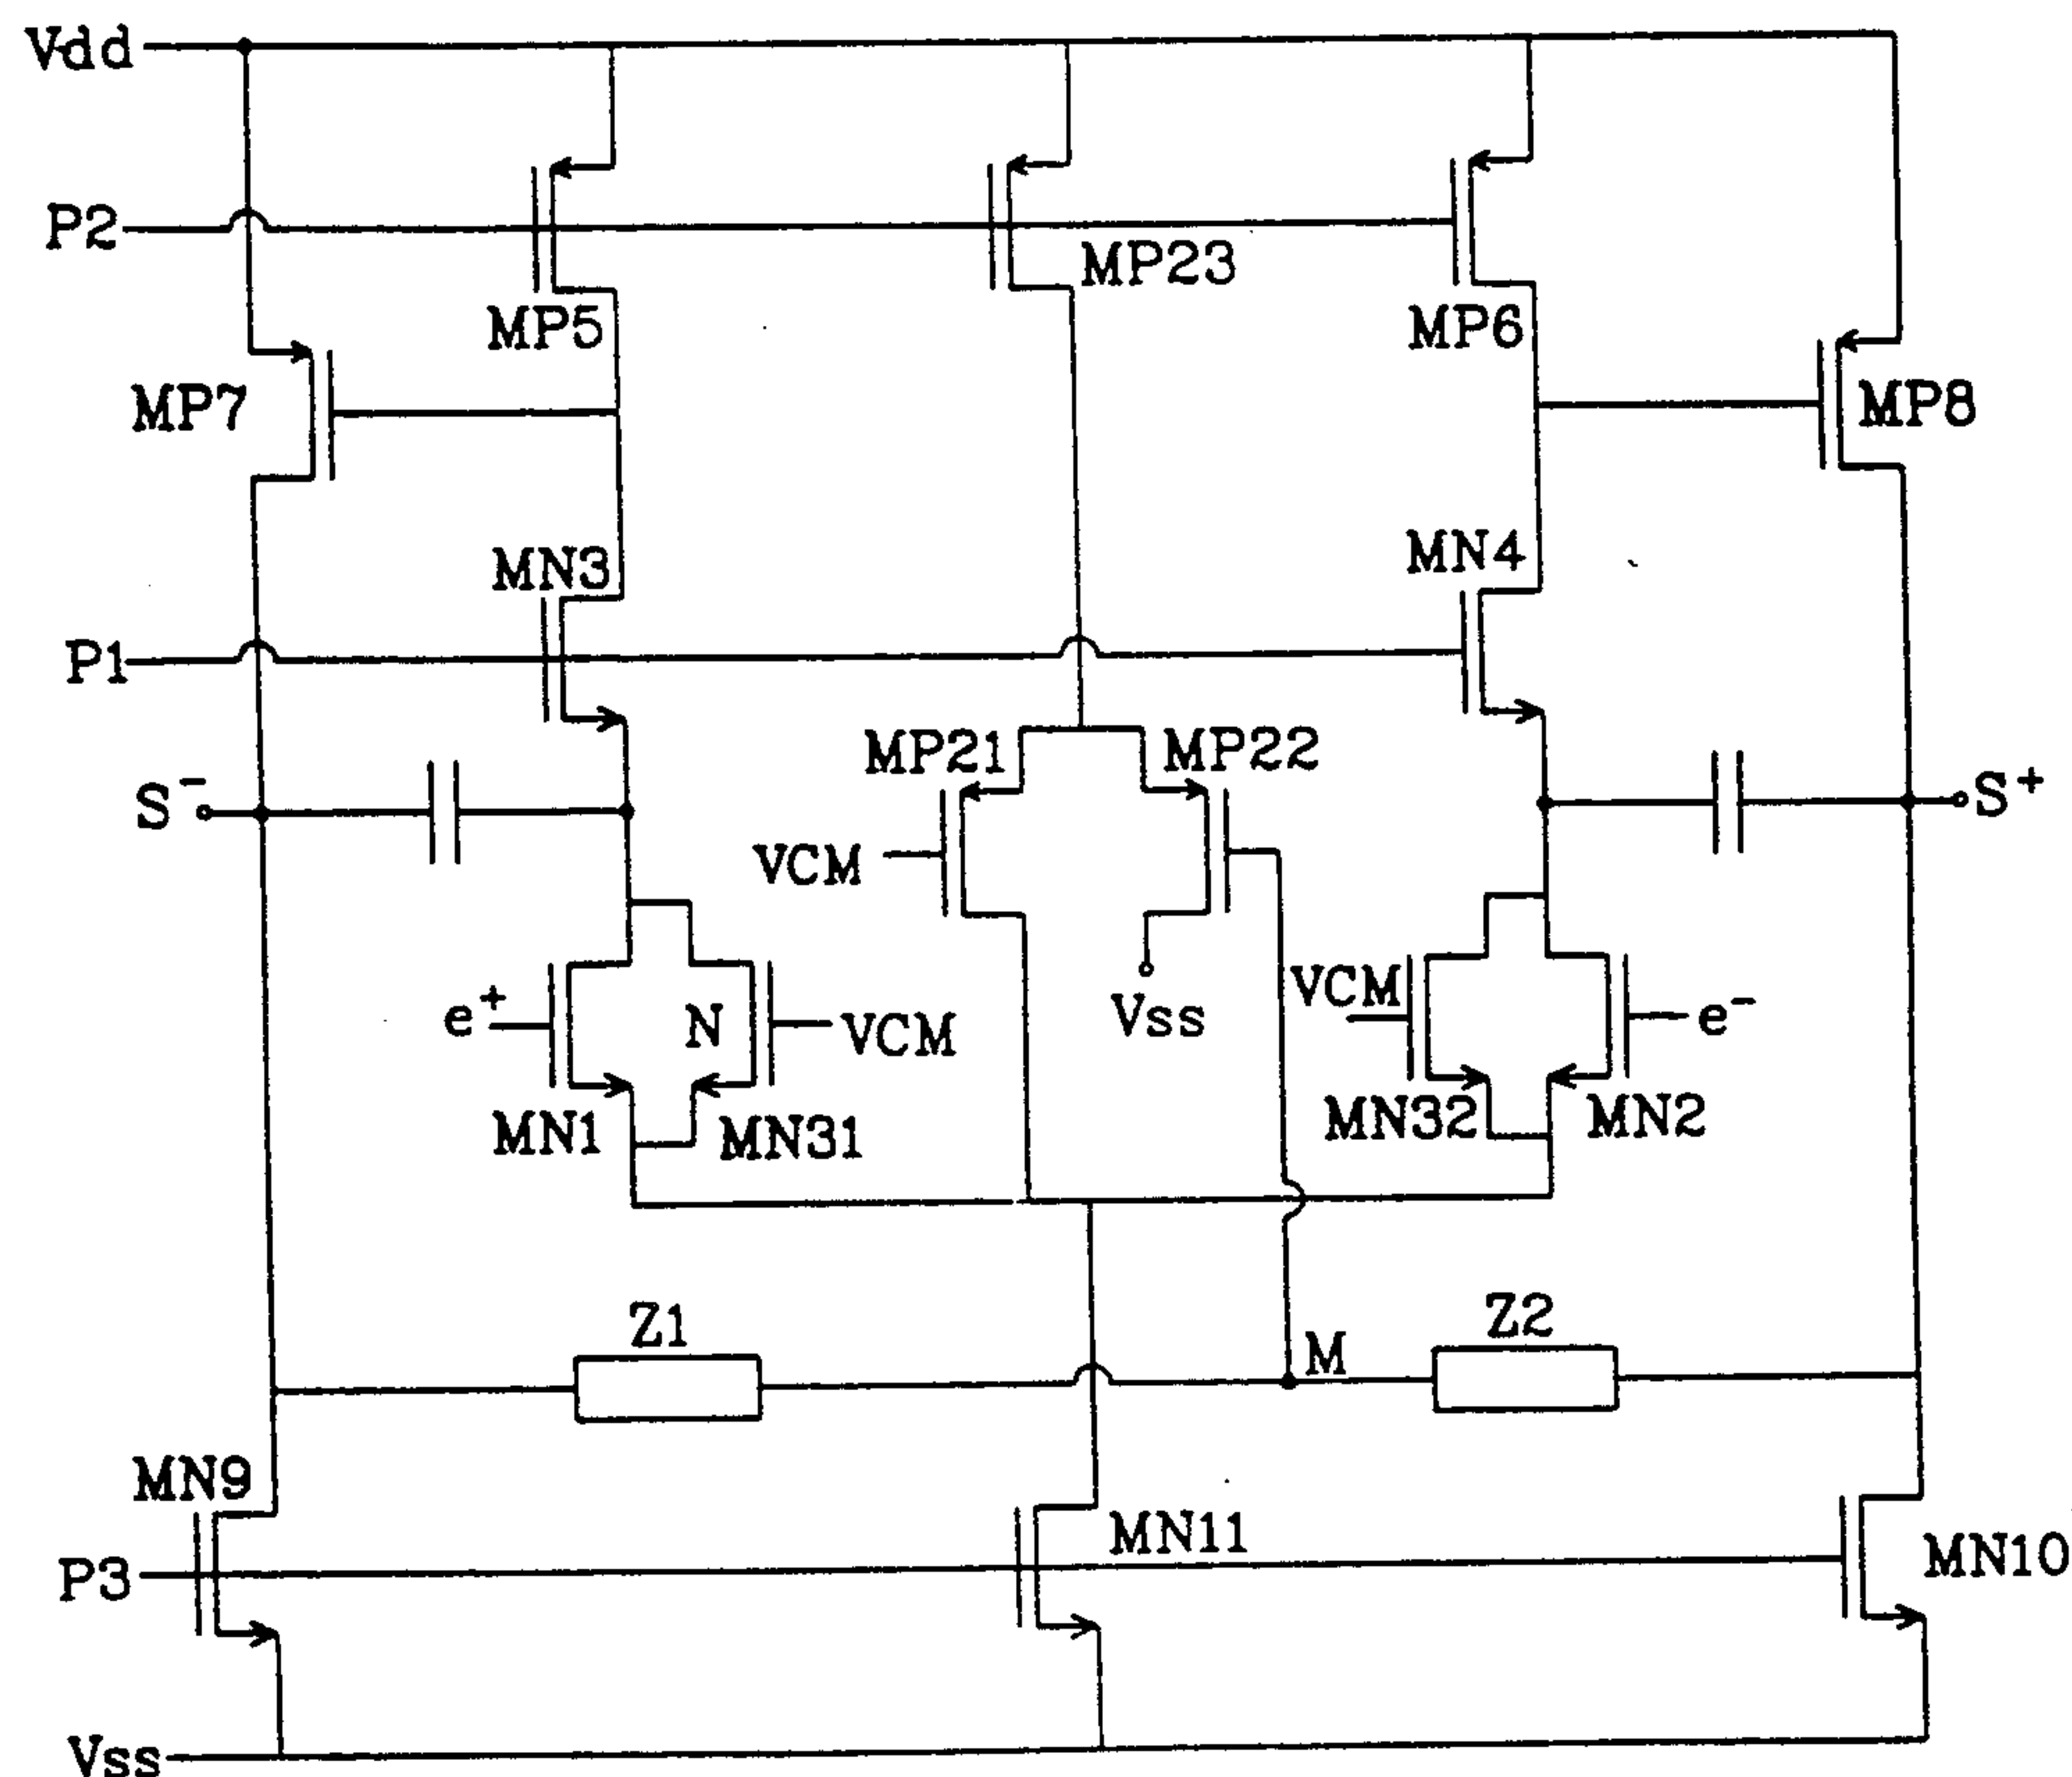 Vdd
P2
MP23
MP5
MP6
MP7
MP8
MN3
MN4
P1
MP21
MP22
S-
S+
VCM
e+
N
VCM
Vss
VCM
e-
MN1
MN31
MN32
MN2
Z1
M
Z2
MN9
MN11
MN10
P3
Vss